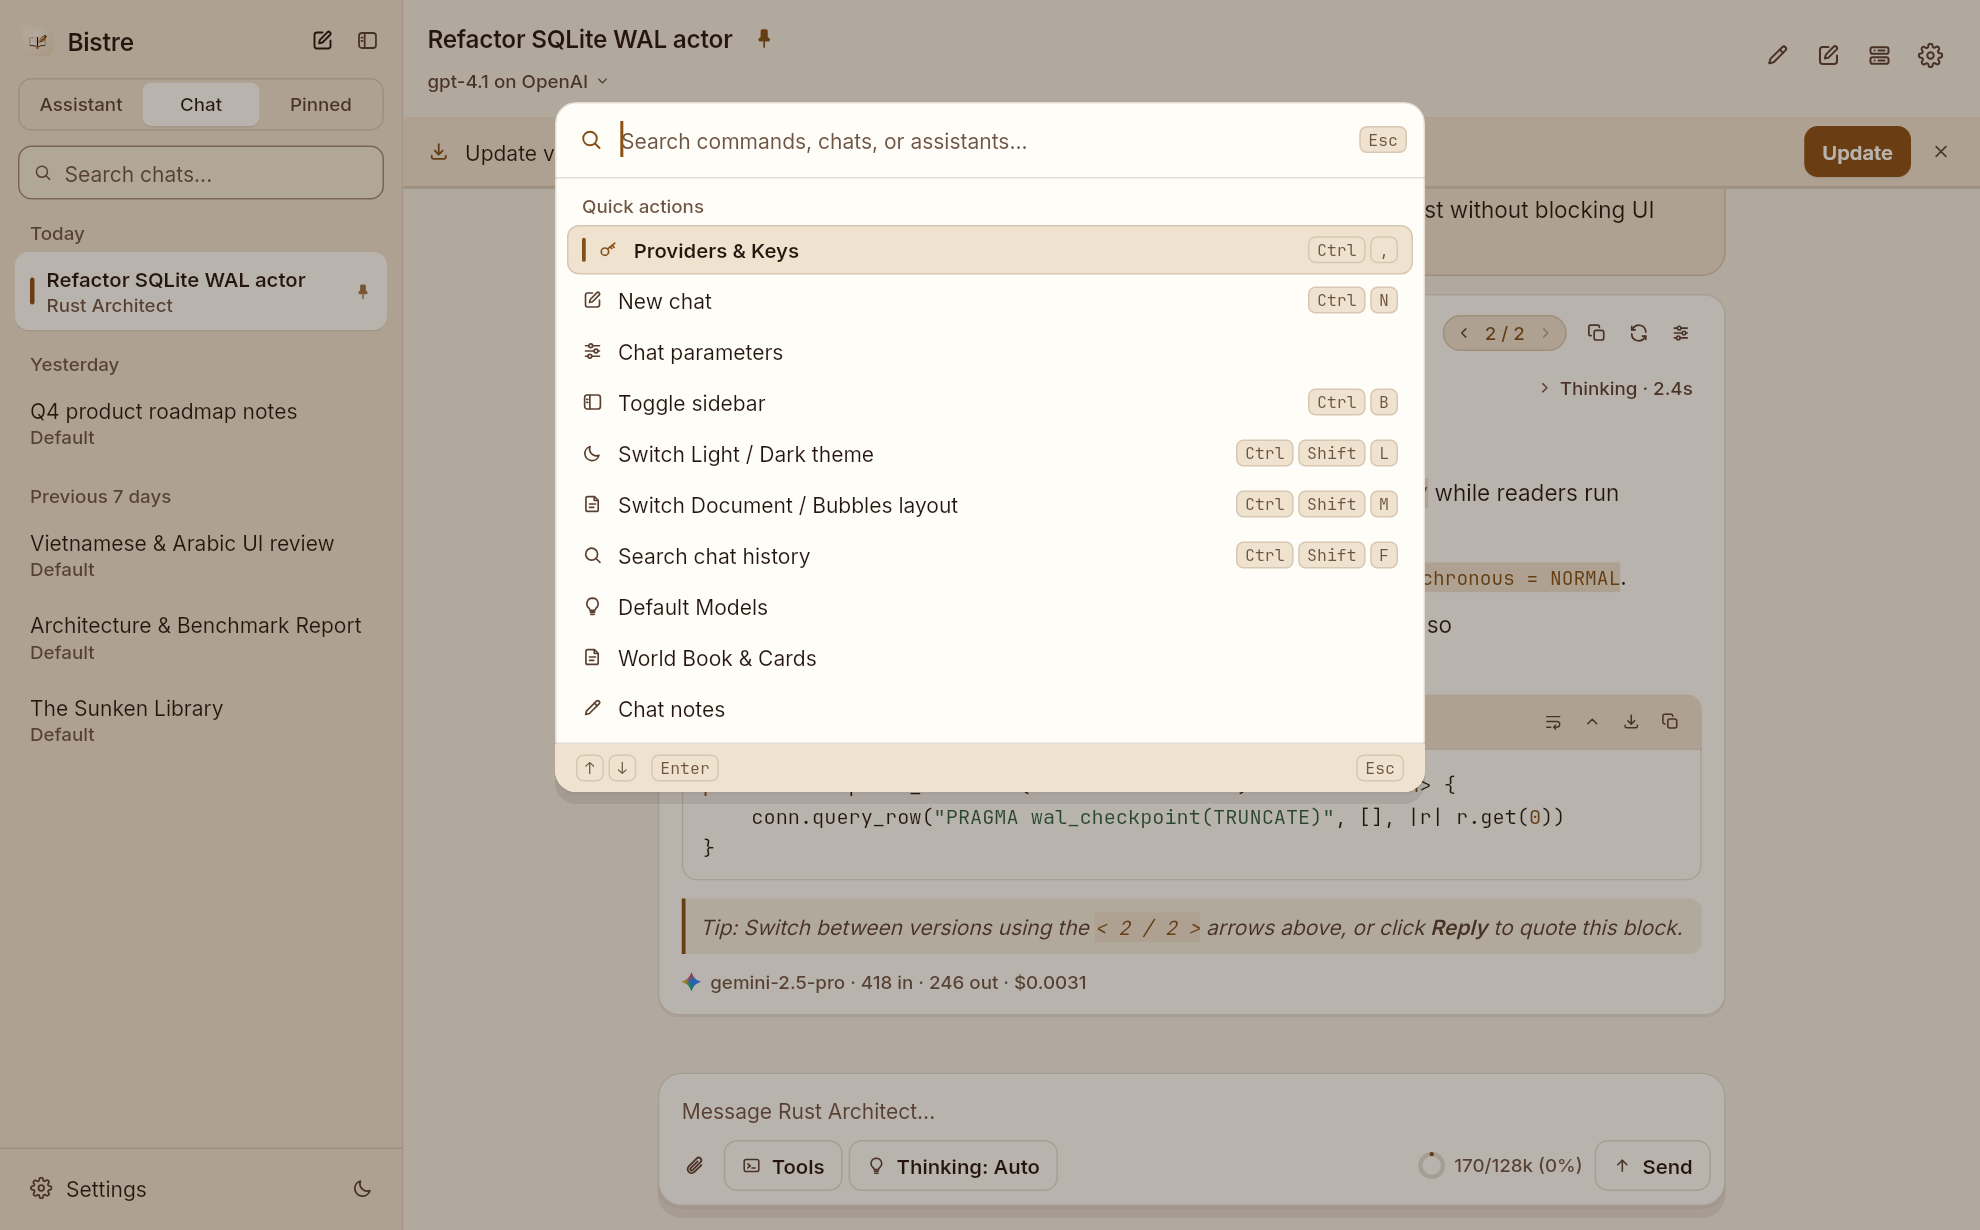 Bistre
Assistant Chat Pinned
Search chats...
Today
Refactor SQLite WAL actor
Rust Architect
Yesterday
Q4 product roadmap notes
Default
Previous 7 days
Vietnamese & Arabic UI review
Default
Architecture & Benchmark Report
Default
The Sunken Library
Default
Settings
Refactor SQLite WAL actor
gpt-4.1 on OpenAI
Update
Update
Search commands, chats, or assistants...
Esc
Quick actions
Providers & Keys Ctrl ,
New chat Ctrl N
Chat parameters
Toggle sidebar Ctrl B
Switch Light / Dark theme Ctrl Shift L
Switch Document / Bubbles layout Ctrl Shift M
Search chat history Ctrl Shift F
Default Models
World Book & Cards
Chat notes
↑ ↓ Enter Esc
without blocking UI
2 / 2
Thinking · 2.4s
while readers run
= NORMAL.
so
> {
conn.query_row("PRAGMA wal_checkpoint(TRUNCATE)", [], |r| r.get(0))
}
Tip: Switch between versions using the < 2 / 2 > arrows above, or click Reply to quote this block.
gemini-2.5-pro · 418 in · 246 out · $0.0031
Message Rust Architect...
Tools Thinking: Auto 170/128k (0%) Send